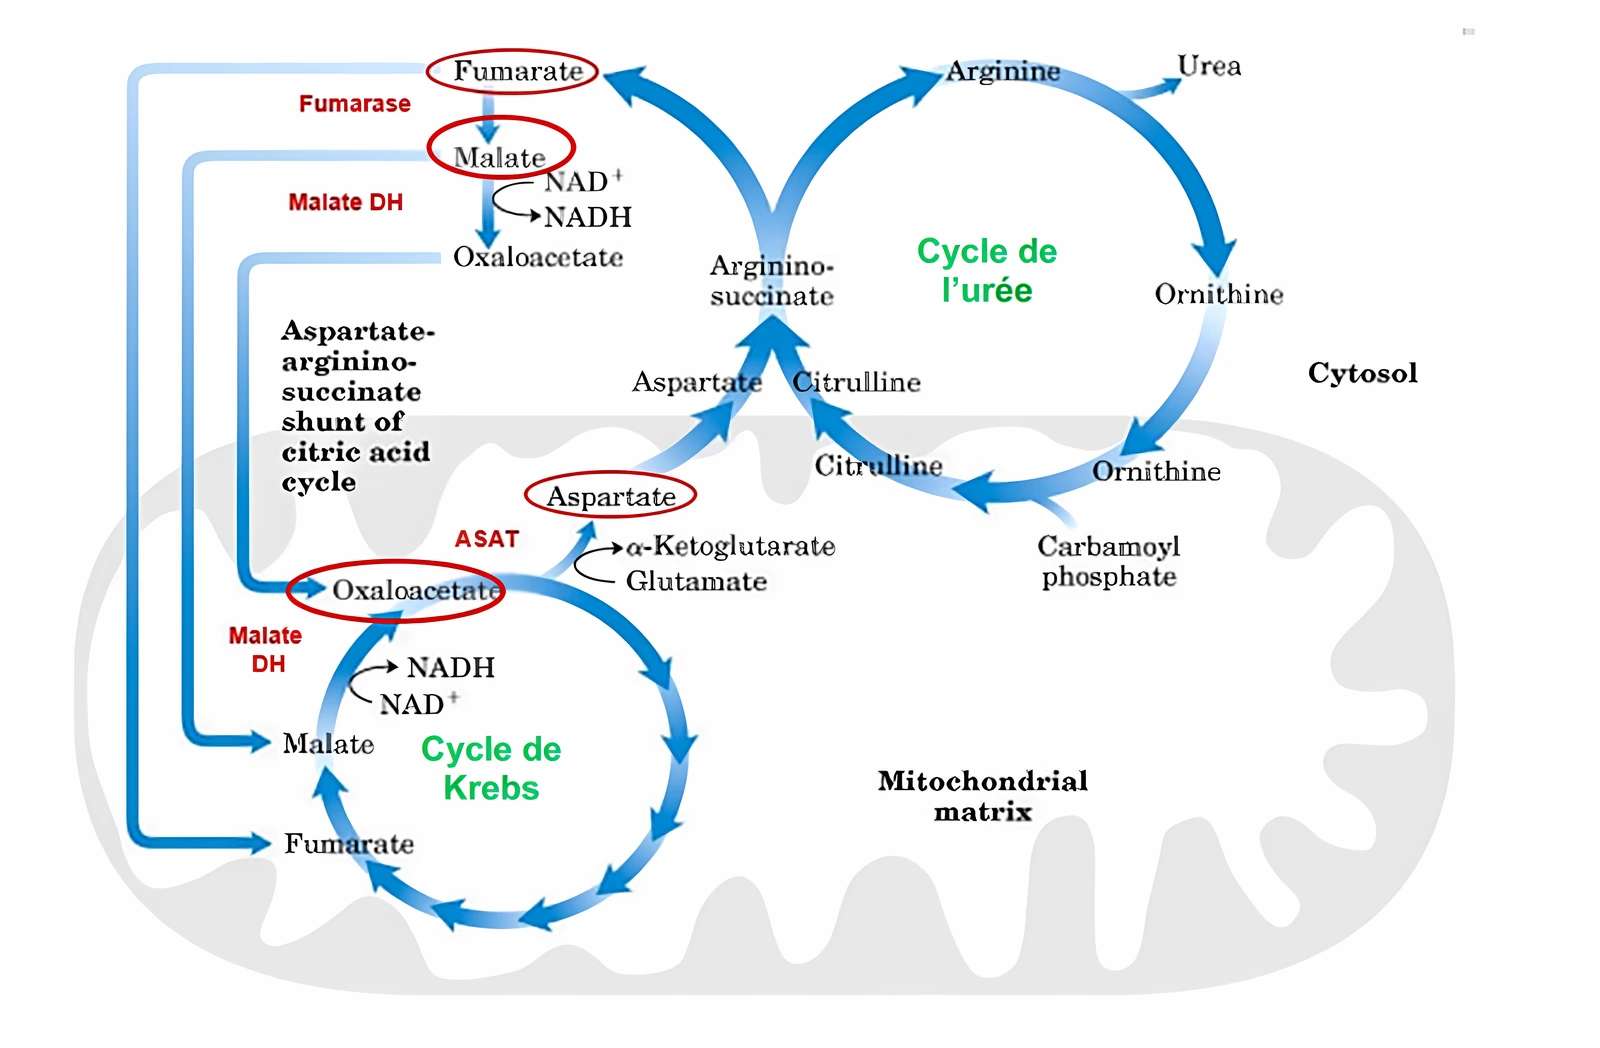 Fumarate
Arginine
Urea
Fumarase
Malate
NAD+
Malate DH
NADH
Oxaloacetate
Arginino-
succinate
Cycle de
l’urée
Ornithine
Aspartate-
arginino-
succinate
shunt of
citric acid
cycle
Aspartate
Citrulline
Cytosol
Citrulline
Ornithine
Aspartate
ASAT
α-Ketoglutarate
Glutamate
Carbamoyl
phosphate
Oxaloacetate
Malate
DH
NADH
NAD+
Malate
Cycle de
Krebs
Fumarate
Mitochondrial
matrix